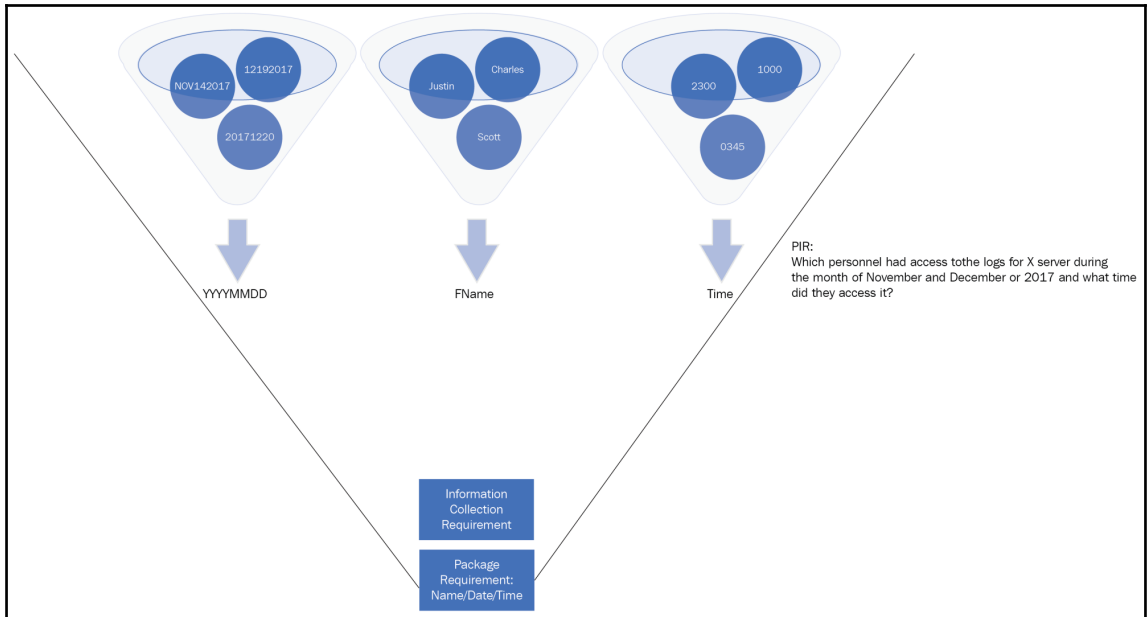 NOV142017
12192017
20171220
Justin
Charles
Scott
2300
1000
0345
YYYYMMDD
FName
Time
PIR:
Which personnel had access tothe logs for X server during
the month of November and December or 2017 and what time
did they access it?
Information
Collection
Requirement
Package
Requirement:
Name/Date/Time